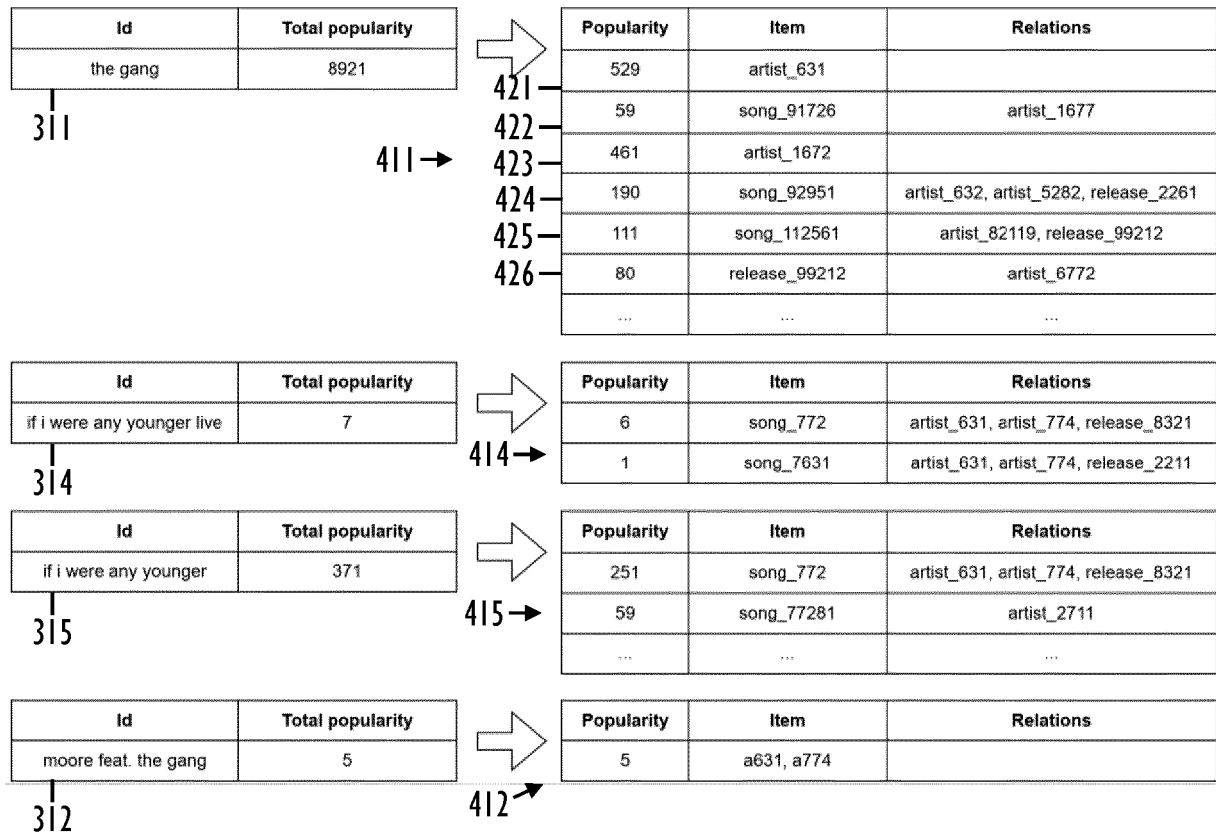 Id Total popularity Popularity Item Relations
the gang 8921 529 artist_631
311 421
59 song_91726 artist_1677
422
411 461 artist_1672
423
424 190 song_92951 artist_632, artist_5282, release_2261
425 111 song_112561 artist_82119, release_99212
426 80 release_99212 artist_6772
... ... ...
Id Total popularity Popularity Item Relations
if i were any younger live 7 6 song_772 artist_631, artist_774, release_8321
314 414 1 song_7631 artist_631, artist_774, release_2211
Id Total popularity Popularity Item Relations
if i were any younger 371 251 song_772 artist_631, artist_774, release_8321
315 415 59 song_77281 artist_2711
... ... ...
Id Total popularity Popularity Item Relations
moore feat. the gang 5 5 a631, a774
312 412